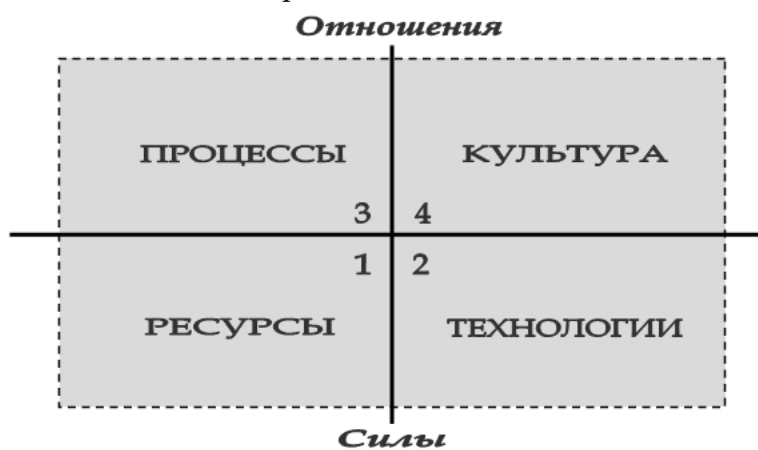 Отношения
ПРОЦЕССЫ КУЛЬТУРА
3 4
1 2
РЕСУРСЫ ТЕХНОЛОГИИ
Силы